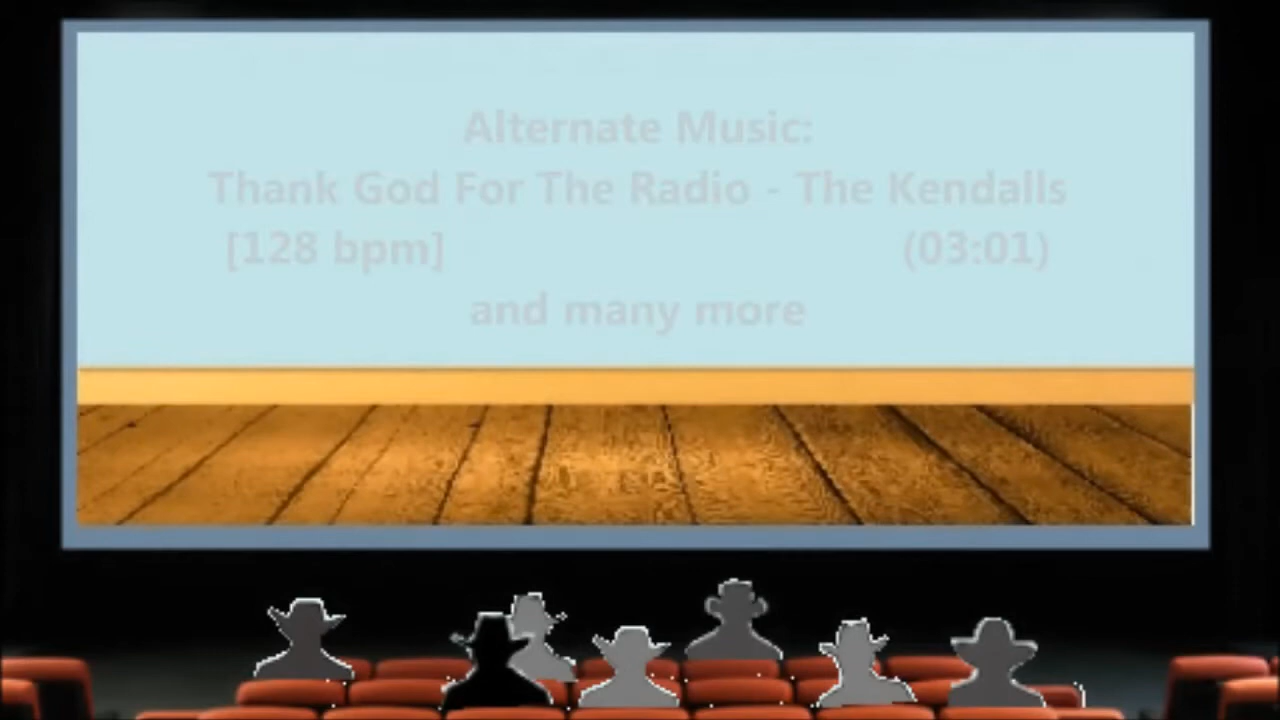 Alternate Music:
Thank God For The Radio - The Kendalls
[128 bpm] (03:01)
and many more